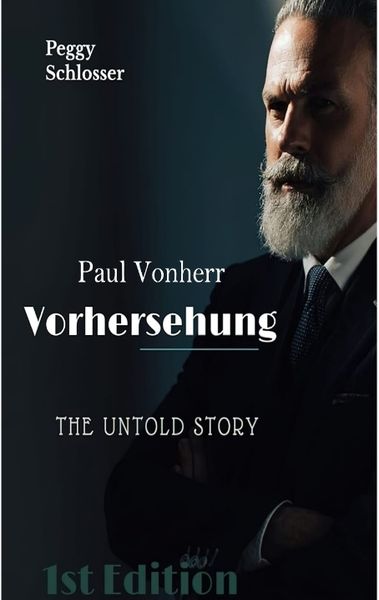 Peggy
Schlosser
Paul Vonherr
Vorhersehung
THE UNTOLD STORY
1st Edition